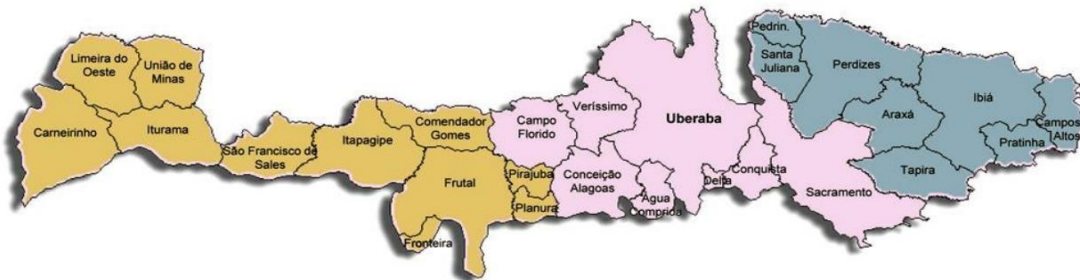 Limeira do
Oeste
União de
Minas
Carneirinho
Iturama
São Francisco de
Sales
Itapagipe
Comendador
Gomes
Frutal
Fronteira
Pirajuba
Planura
Campo
Florido
Veríssimo
Conceição
Alagoas
Água
Comprida
Uberaba
Delta
Conquista
Sacramento
Pedrin.
Santa
Juliana
Perdizes
Araxá
Tapira
Ibiá
Pratinha
Campos
Altos